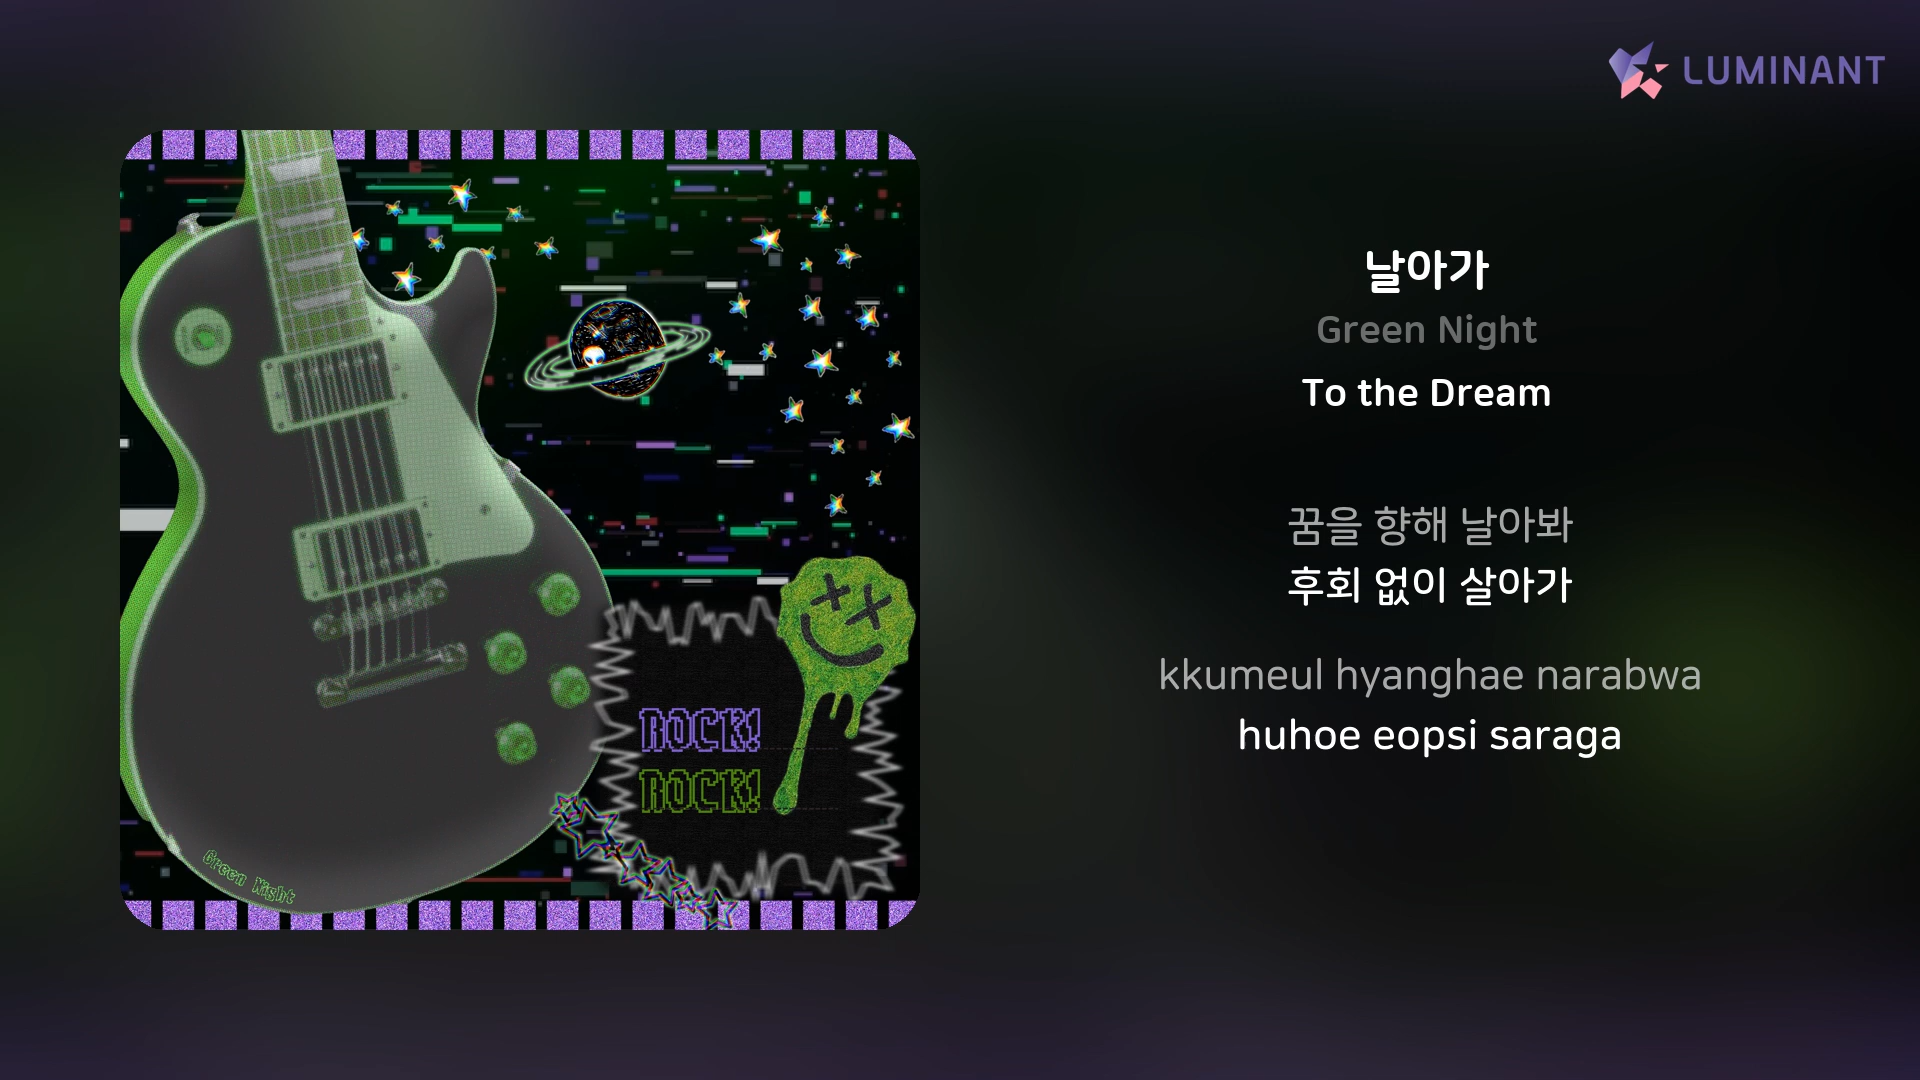 LUMINANT
날아가
Green Night
To the Dream
꿈을 향해 날아봐
후회 없이 살아가
kkumeul hyanghae narabwa
huhoe eopsi saraga
ROCK!
ROCK!
Green Night